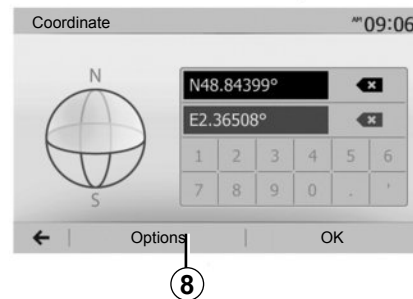 Coordinate AM 09:06
N
N48.84399°
E2.36508°
1 2 3 4 5 6
7 8 9 0 . '
S
Options OK
8